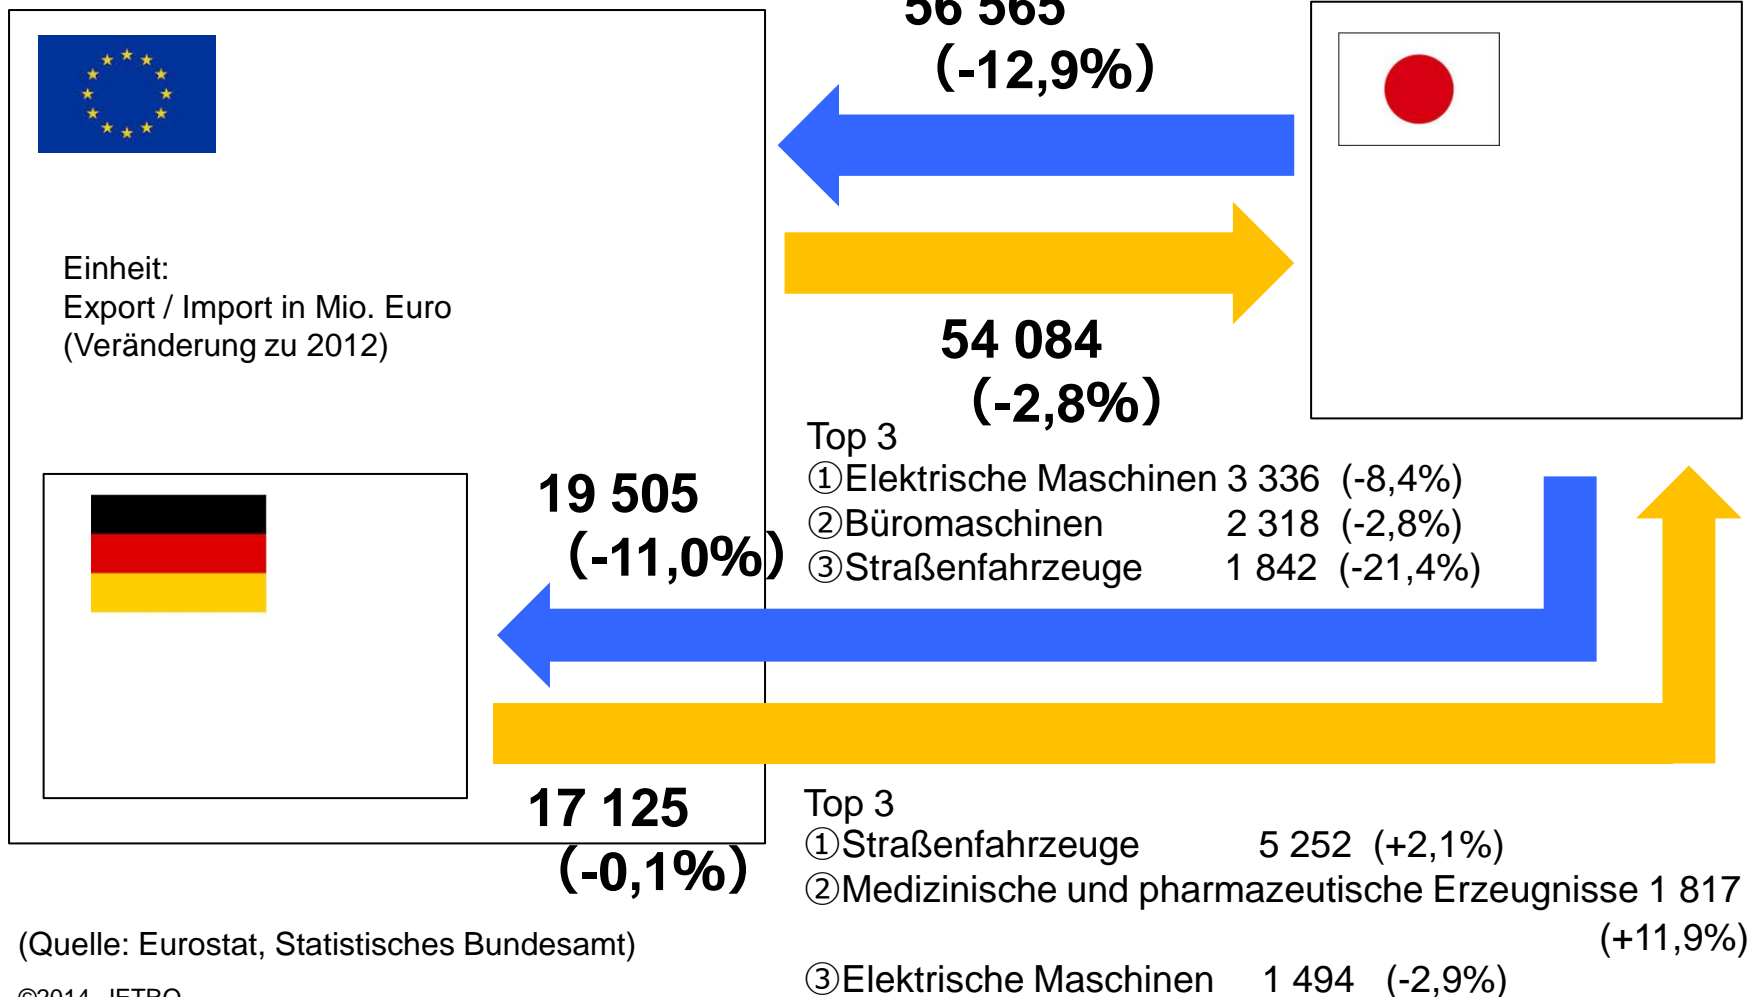 56 565
(-12,9%)
Einheit:
Export / Import in Mio. Euro
(Veränderung zu 2012)
54 084
(-2,8%)
Top 3
①Elektrische Maschinen 3 336 (-8,4%)
②Büromaschinen 2 318 (-2,8%)
③Straßenfahrzeuge 1 842 (-21,4%)
19 505
(-11,0%)
17 125
(-0,1%)
Top 3
①Straßenfahrzeuge 5 252 (+2,1%)
②Medizinische und pharmazeutische Erzeugnisse 1 817
(+11,9%)
③Elektrische Maschinen 1 494 (-2,9%)
(Quelle: Eurostat, Statistisches Bundesamt)
©2014 JETRO